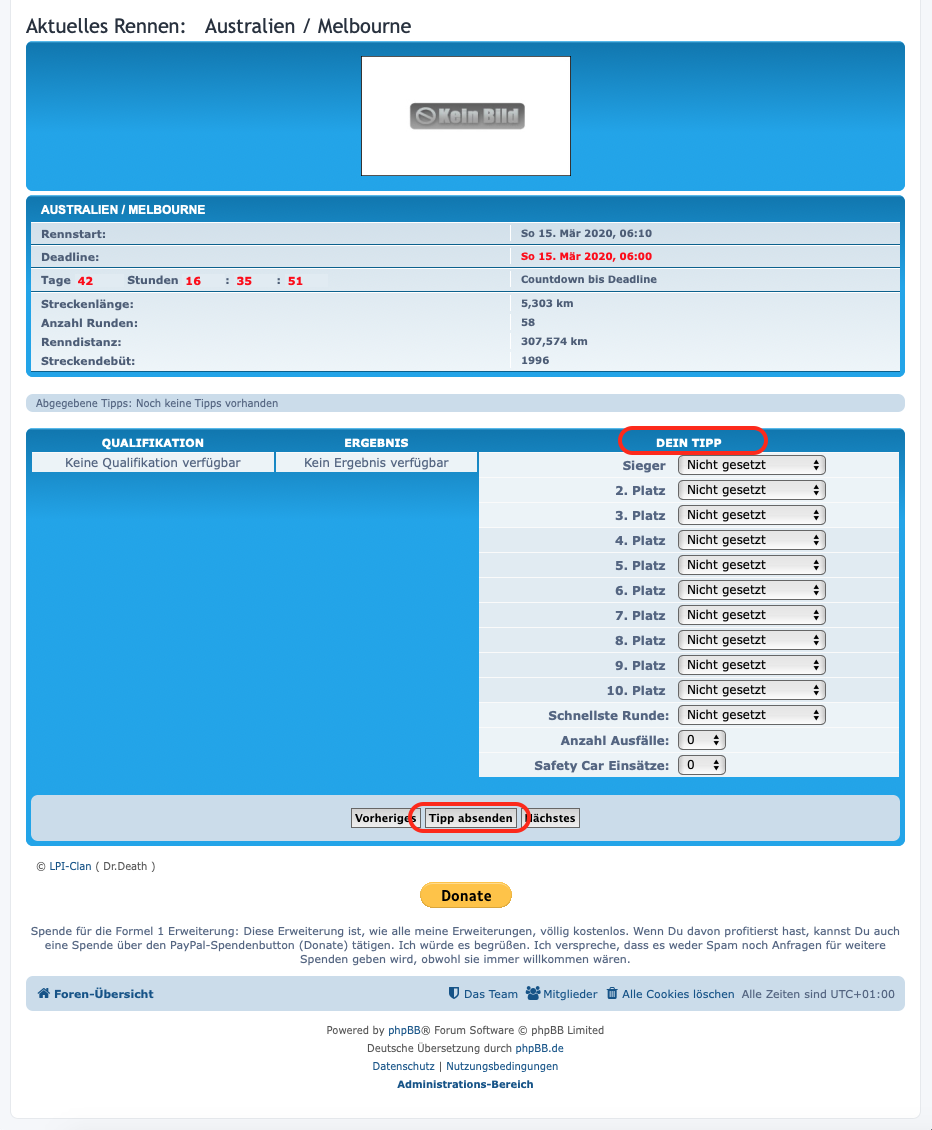 Aktuelles Rennen: Australien / Melbourne
Kein Bild
AUSTRALIEN / MELBOURNE
Rennstart: So 15. Mär 2020, 06:10
Deadline: So 15. Mär 2020, 06:00
Tage 42 Stunden 16 : 35 : 51 Countdown bis Deadline
Streckenlänge: 5,303 km
Anzahl Runden: 58
Renndistanz: 307,574 km
Streckendebüt: 1996
Abgegebene Tipps: Noch keine Tipps vorhanden
QUALIFIKATION ERGEBNIS DEIN TIPP
Keine Qualifikation verfügbar Kein Ergebnis verfügbar Sieger Nicht gesetzt
2. Platz Nicht gesetzt
3. Platz Nicht gesetzt
4. Platz Nicht gesetzt
5. Platz Nicht gesetzt
6. Platz Nicht gesetzt
7. Platz Nicht gesetzt
8. Platz Nicht gesetzt
9. Platz Nicht gesetzt
10. Platz Nicht gesetzt
Schnellste Runde: Nicht gesetzt
Anzahl Ausfälle: 0
Safety Car Einsätze: 0
Vorheriges Tipp absenden Nächstes
© LPI-Clan ( Dr.Death )
Donate
Spende für die Formel 1 Erweiterung: Diese Erweiterung ist, wie alle meine Erweiterungen, völlig kostenlos. Wenn Du davon profitierst hast, kannst Du auch
eine Spende über den PayPal-Spendenbutton (Donate) tätigen. Ich würde es begrüßen. Ich verspreche, dass es weder Spam noch Anfragen für weitere
Spenden geben wird, obwohl sie immer willkommen wären.
Foren-Übersicht Das Team Mitglieder Alle Cookies löschen Alle Zeiten sind UTC+01:00
Powered by phpBB® Forum Software © phpBB Limited
Deutsche Übersetzung durch phpBB.de
Datenschutz | Nutzungsbedingungen
Administrations-Bereich